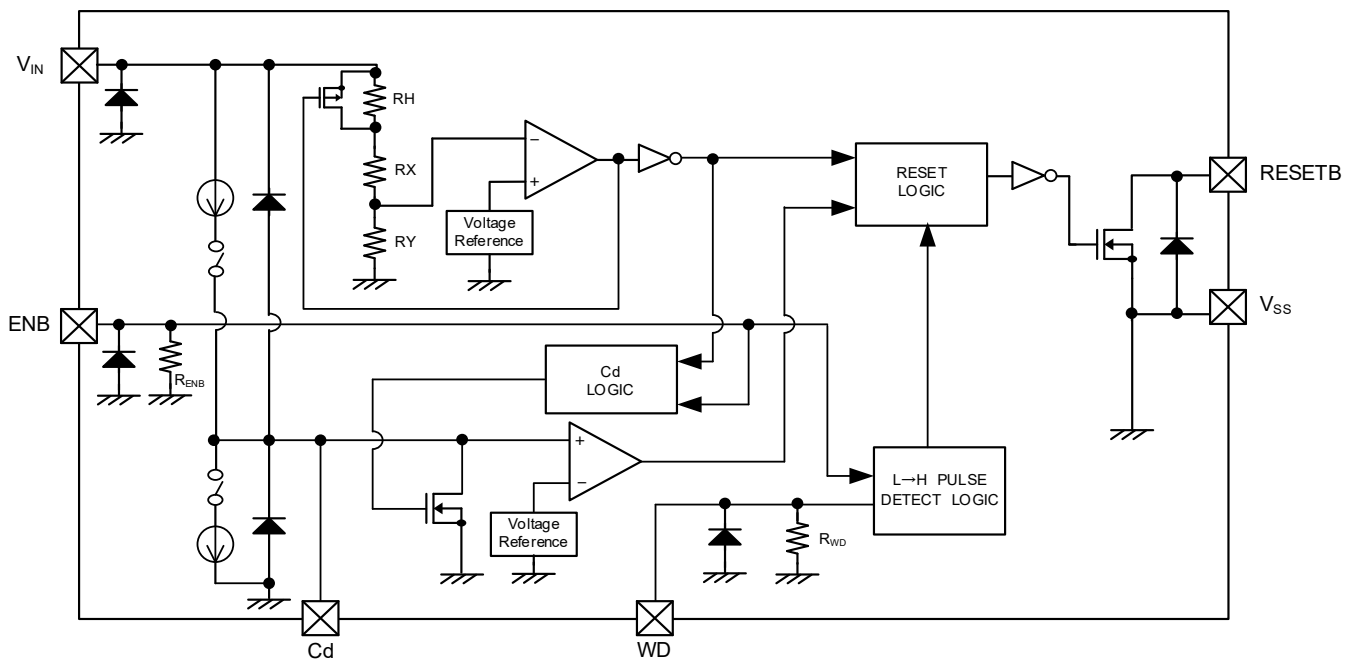 VIN
RH
RX
RY
−
+
Voltage
Reference
RESET
LOGIC
RESETB
VSS
ENB
RENB
Cd
LOGIC
+
−
Voltage
Reference
L→H PULSE
DETECT LOGIC
RWD
Cd
WD